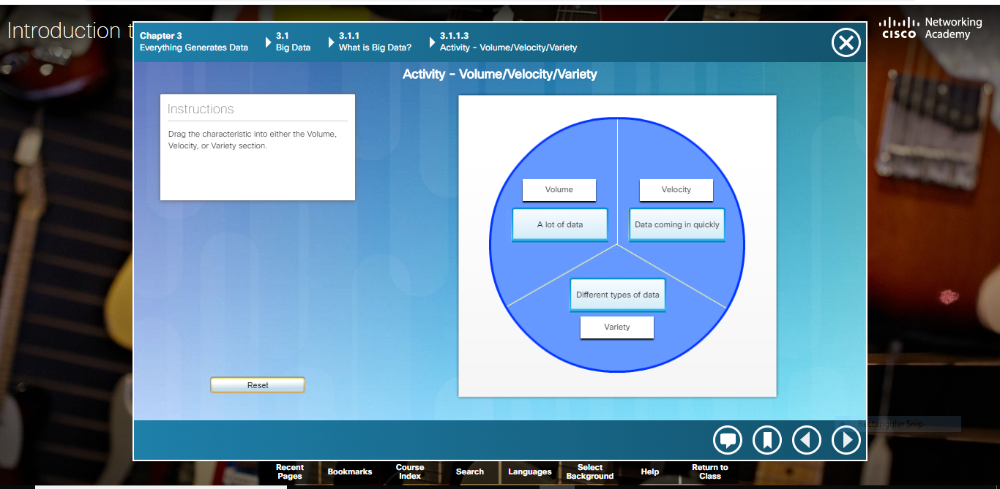 Introduction t
Networking
Academy
CISCO
Chapter 3
Everything Generates Data
3.1
Big Data
3.1.1
What is Big Data?
3.1.1.3
Activity – Volume/Velocity/Variety
Activity – Volume/Velocity/Variety
Instructions
Drag the characteristic into either the Volume,
Velocity, or Variety section.
Volume
Velocity
A lot of data
Data coming in quickly
Different types of data
Variety
Reset
Rectangular Snip
Recent
Pages
Bookmarks
Course
Index
Search
Languages
Select
Background
Help
Return to
Class